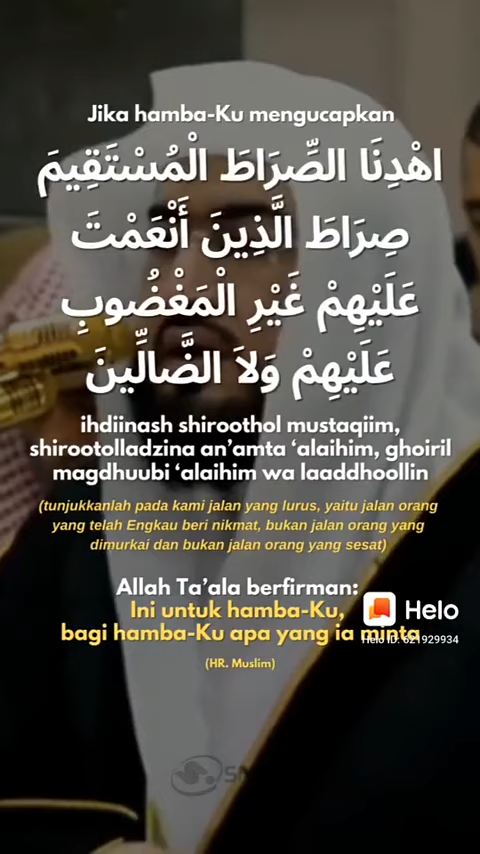 Jika hamba-Ku mengucapkan
اهْدِنَا الصِّرَاطَ الْمُسْتَقِيمَ
صِرَاطَ الَّذِينَ أَنْعَمْتَ
عَلَيْهِمْ غَيْرِ الْمَغْضُوبِ
عَلَيْهِمْ وَلاَ الضَّالِّينَ
ihdiinash shiroothol mustaqiim,
shirootolladzina an’amta ‘alaihim, ghoiril
magdhuubi ‘alaihim wa laaddhoollin
(tunjukkanlah pada kami jalan yang lurus, yaitu jalan orang
yang telah Engkau beri nikmat, bukan jalan orang yang
dimurkai dan bukan jalan orang yang sesat)
Allah Ta’ala berfirman:
Ini untuk hamba-Ku,
bagi hamba-Ku apa yang ia minta
(HR. Muslim)
Helo
Helo ID: 621929934